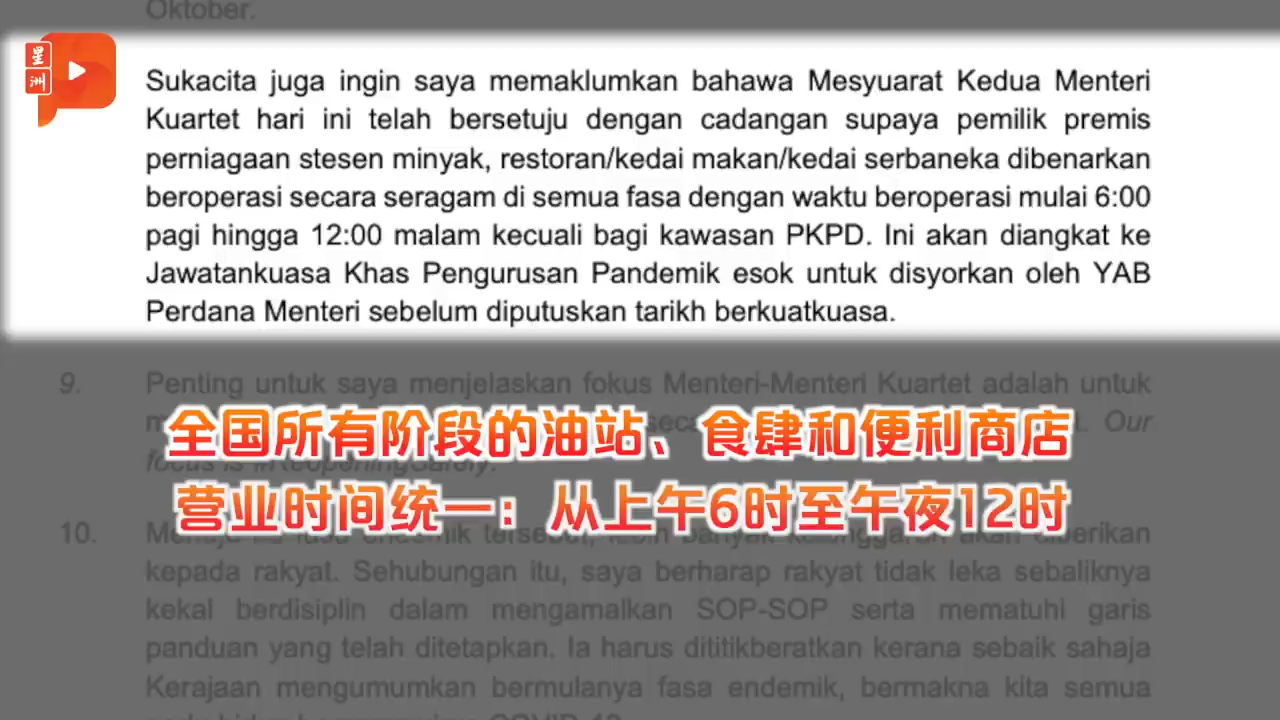 Oktober.
星
洲
Sukacita juga ingin saya memaklumkan bahawa Mesyuarat Kedua Menteri
Kuartet hari ini telah bersetuju dengan cadangan supaya pemilik premis
perniagaan stesen minyak, restoran/kedai makan/kedai serbaneka dibenarkan
beroperasi secara seragam di semua fasa dengan waktu beroperasi mulai 6:00
pagi hingga 12:00 malam kecuali bagi kawasan PKPD. Ini akan diangkat ke
Jawatankuasa Khas Pengurusan Pandemik esok untuk disyorkan oleh YAB
Perdana Menteri sebelum diputuskan tarikh berkuatkuasa.
9. Penting untuk saya menjelaskan fokus Menteri-Menteri Kuartet adalah untuk
Our
全国所有阶段的油站、食肆和便利商店
focus is #ReopeningSafely.
营业时间统一：从上午6时至午夜12时
10.
kepada rakyat. Sehubungan itu, saya berharap rakyat tidak leka sebaliknya
kekal berdisiplin dalam mengamalkan SOP-SOP serta mematuhi garis
panduan yang telah ditetapkan. Ia harus dititikberatkan kerana sebaik sahaja
Kerajaan mengumumkan bermulanya fasa endemik, bermakna kita semua